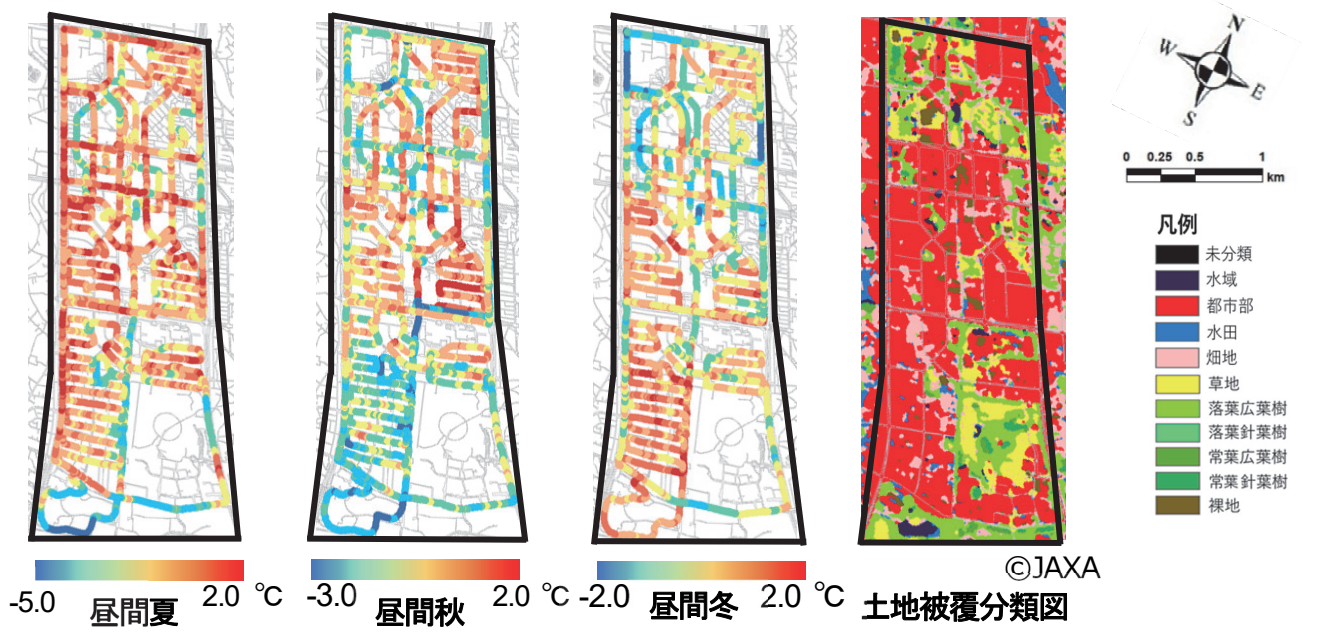 N
W
E
S
0 0.25 0.5 1
km
凡例
未分類
水域
都市部
水田
畑地
草地
落葉広葉樹
落葉針葉樹
常葉広葉樹
常葉針葉樹
裸地
©JAXA
-5.0 昼間夏 2.0 ℃
-3.0 昼間秋 2.0 ℃
-2.0 昼間冬 2.0 ℃
土地被覆分類図